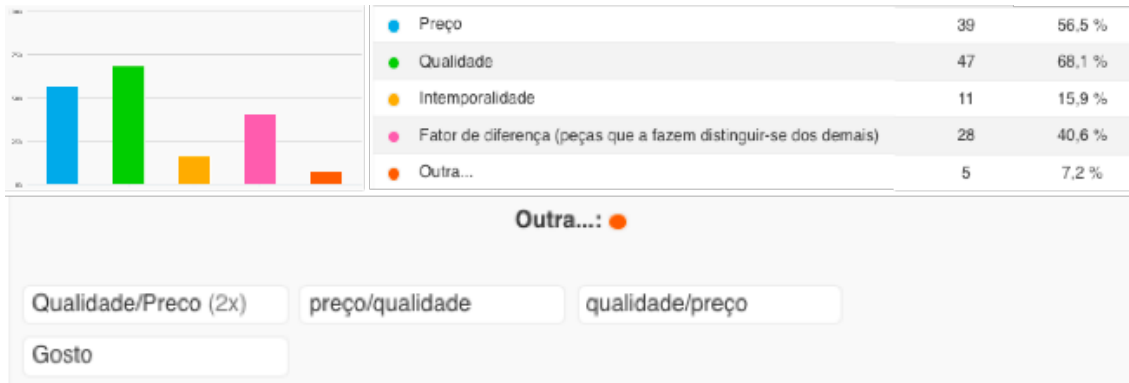 Preço 39 56,5 %
Qualidade 47 68,1 %
Intemporalidade 11 15,9 %
Fator de diferença (peças que a fazem distinguir-se dos demais) 28 40,6 %
Outra... 5 7,2 %
Outra...:
Qualidade/Preco (2x) preço/qualidade qualidade/preço
Gosto